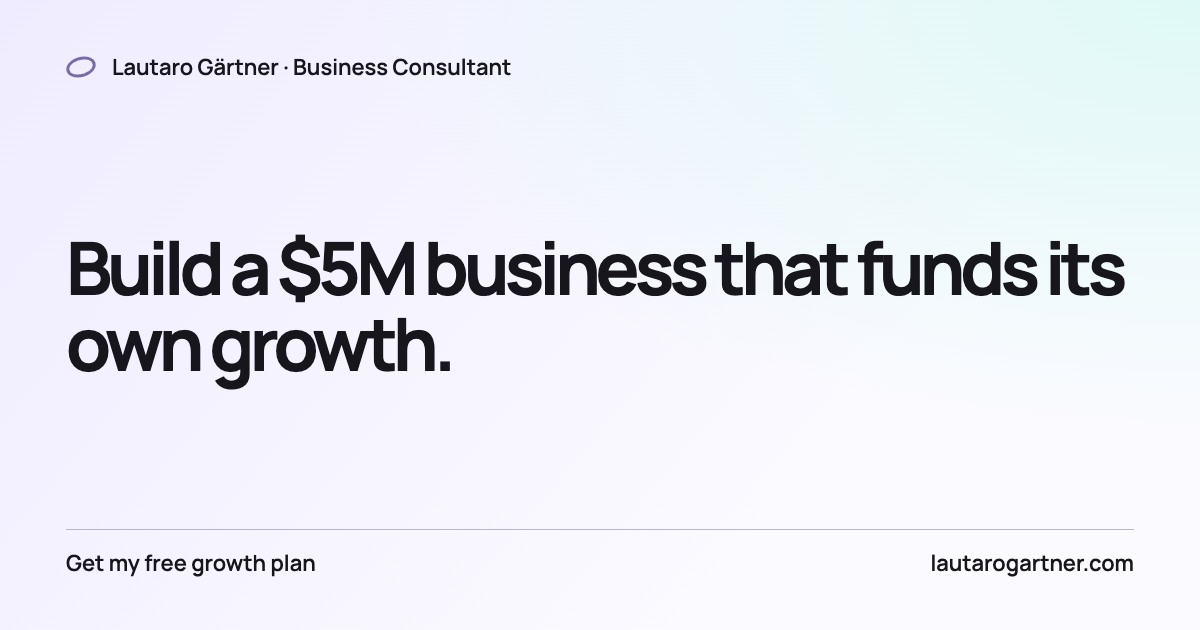 Lautaro Gärtner · Business Consultant
Build a $5M business that funds its
own growth.
Get my free growth plan
lautarogartner.com